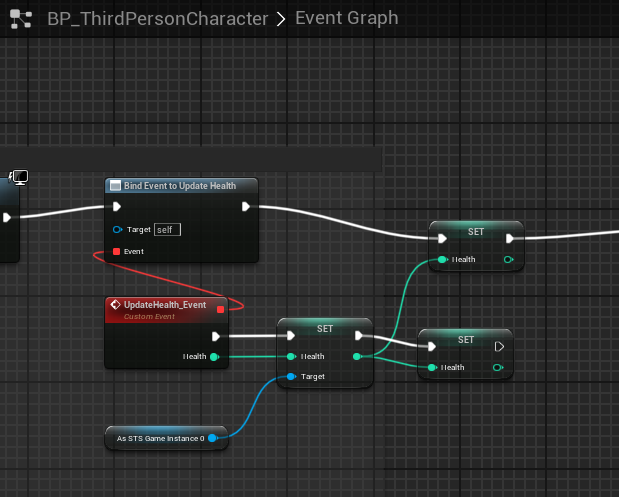 BP_ThirdPersonCharacter > Event Graph
Bind Event to Update Health
Target self
Event
SET
Health
UpdateHealth_Event
Custom Event
Health
SET
Health
Target
SET
Health
As STS Game Instance 0